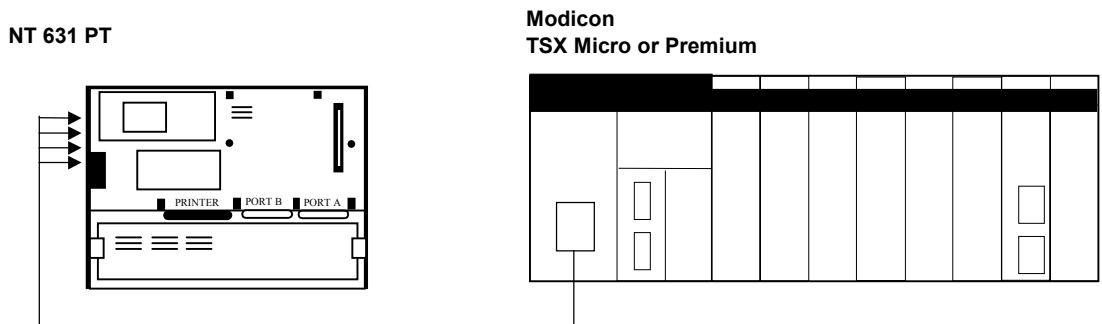 NT 631 PT
Modicon
TSX Micro or Premium
PRINTER PORT B PORT A